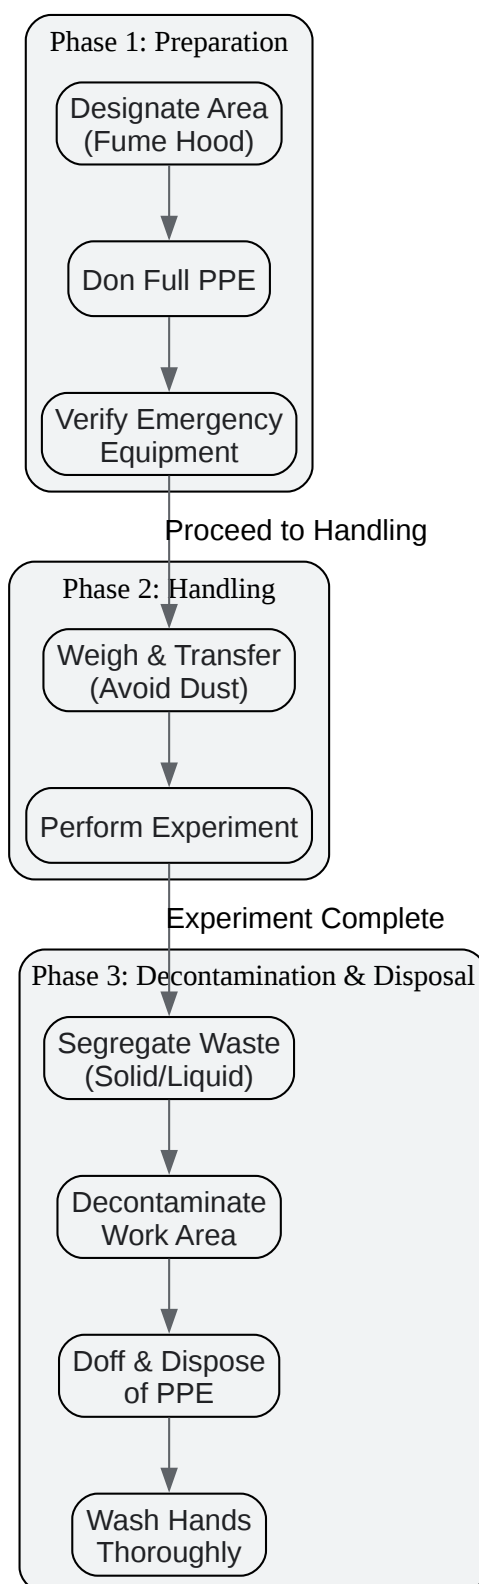 Phase 1: Preparation
Designate Area
(Fume Hood)
Don Full PPE
Verify Emergency
Equipment
Proceed to Handling
Phase 2: Handling
Weigh & Transfer
(Avoid Dust)
Perform Experiment
Experiment Complete
Phase 3: Decontamination & Disposal
Segregate Waste
(Solid/Liquid)
Decontaminate
Work Area
Doff & Dispose
of PPE
Wash Hands
Thoroughly